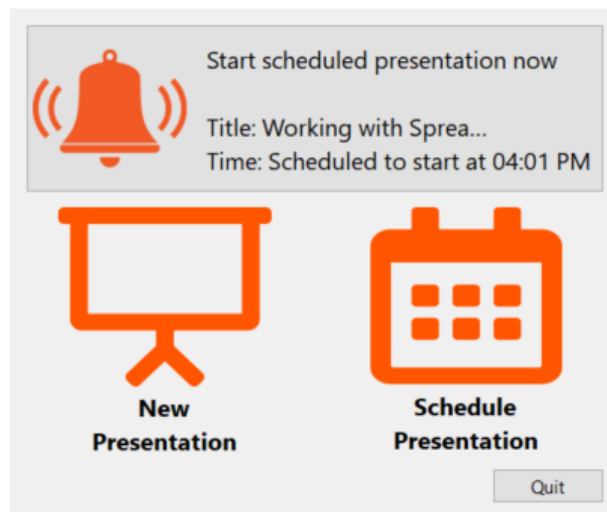 Start scheduled presentation now
Title: Working with Sprea...
Time: Scheduled to start at 04:01 PM
New
Presentation
Schedule
Presentation
Quit